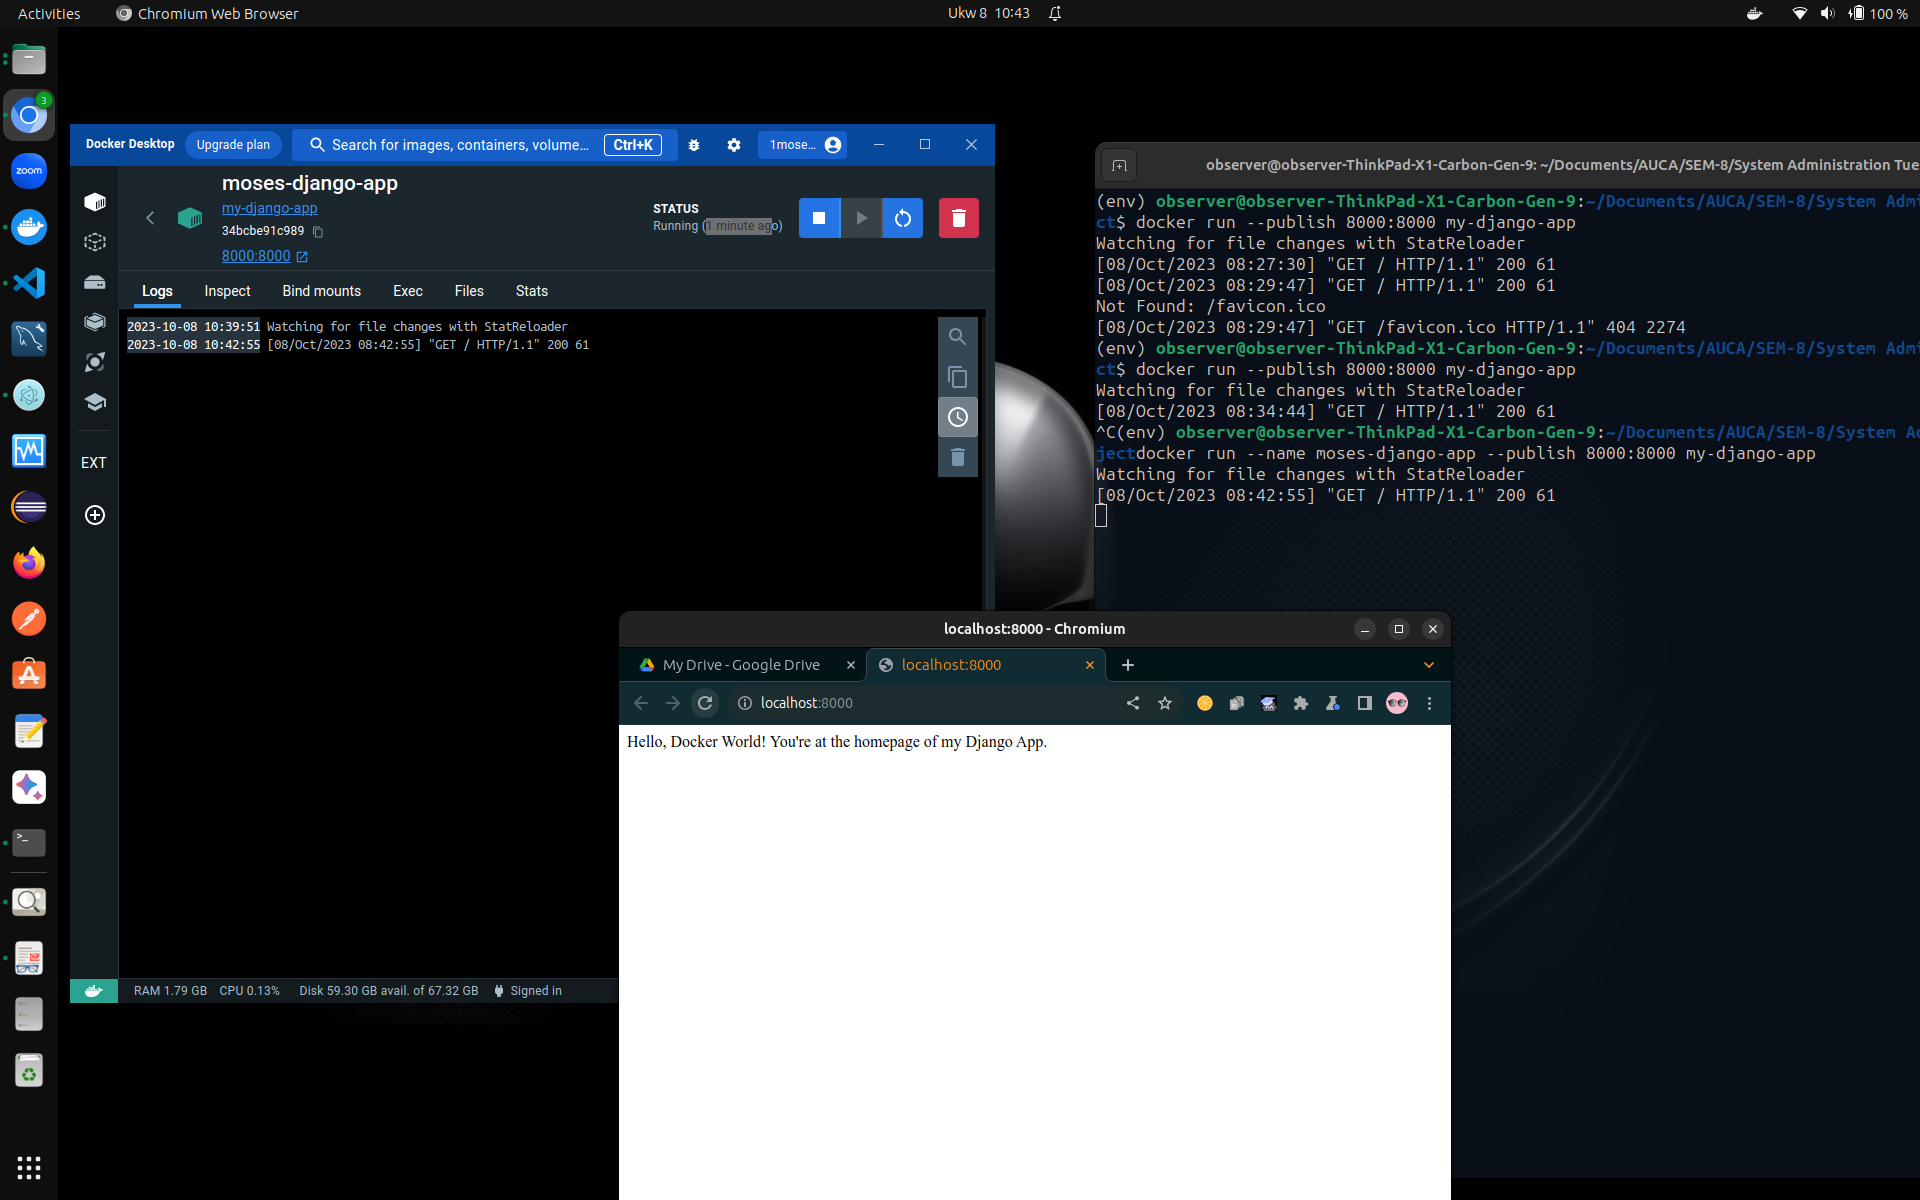 Activities
Chromium Web Browser
Ukw 8 10:43
100 %
3
zoom
Docker Desktop
Upgrade plan
Search for images, containers, volume...
Ctrl+K
1mose...
moses-django-app
my-django-app
34bcbe91c989
8000:8000
STATUS
Running (1 minute ago)
Logs
Inspect
Bind mounts
Exec
Files
Stats
2023-10-08 10:39:51 Watching for file changes with StatReloader
2023-10-08 10:42:55 [08/Oct/2023 08:42:55] "GET / HTTP/1.1" 200 61
EXT
RAM 1.79 GB CPU 0.13% Disk 59.30 GB avail. of 67.32 GB Signed in
observer@observer-ThinkPad-X1-Carbon-Gen-9: ~/Documents/AUCA/SEM-8/System Administration Tue
(env) observer@observer-ThinkPad-X1-Carbon-Gen-9:~/Documents/AUCA/SEM-8/System Admi
ct$ docker run --publish 8000:8000 my-django-app
Watching for file changes with StatReloader
[08/Oct/2023 08:27:30] "GET / HTTP/1.1" 200 61
[08/Oct/2023 08:29:47] "GET / HTTP/1.1" 200 61
Not Found: /favicon.ico
[08/Oct/2023 08:29:47] "GET /favicon.ico HTTP/1.1" 404 2274
(env) observer@observer-ThinkPad-X1-Carbon-Gen-9:~/Documents/AUCA/SEM-8/System Admi
ct$ docker run --publish 8000:8000 my-django-app
Watching for file changes with StatReloader
[08/Oct/2023 08:34:44] "GET / HTTP/1.1" 200 61
^C(env) observer@observer-ThinkPad-X1-Carbon-Gen-9:~/Documents/AUCA/SEM-8/System Ad
jectdocker run --name moses-django-app --publish 8000:8000 my-django-app
Watching for file changes with StatReloader
[08/Oct/2023 08:42:55] "GET / HTTP/1.1" 200 61
localhost:8000 - Chromium
My Drive - Google Drive
localhost:8000
localhost:8000
Hello, Docker World! You're at the homepage of my Django App.